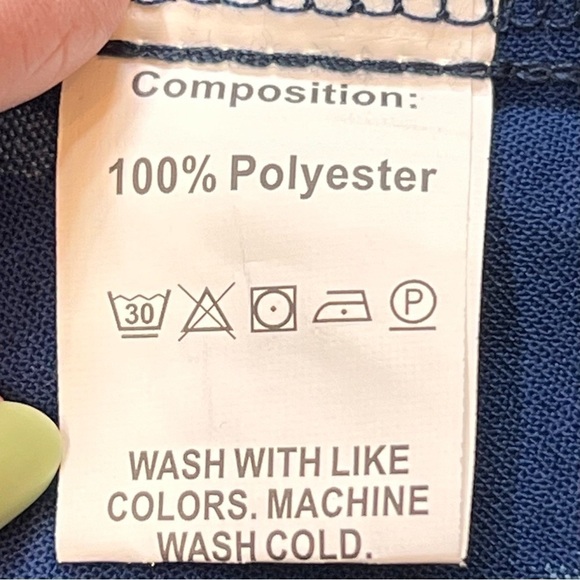 Composition:
100% Polyester
30 P
WASH WITH LIKE
COLORS. MACHINE
WASH COLD.